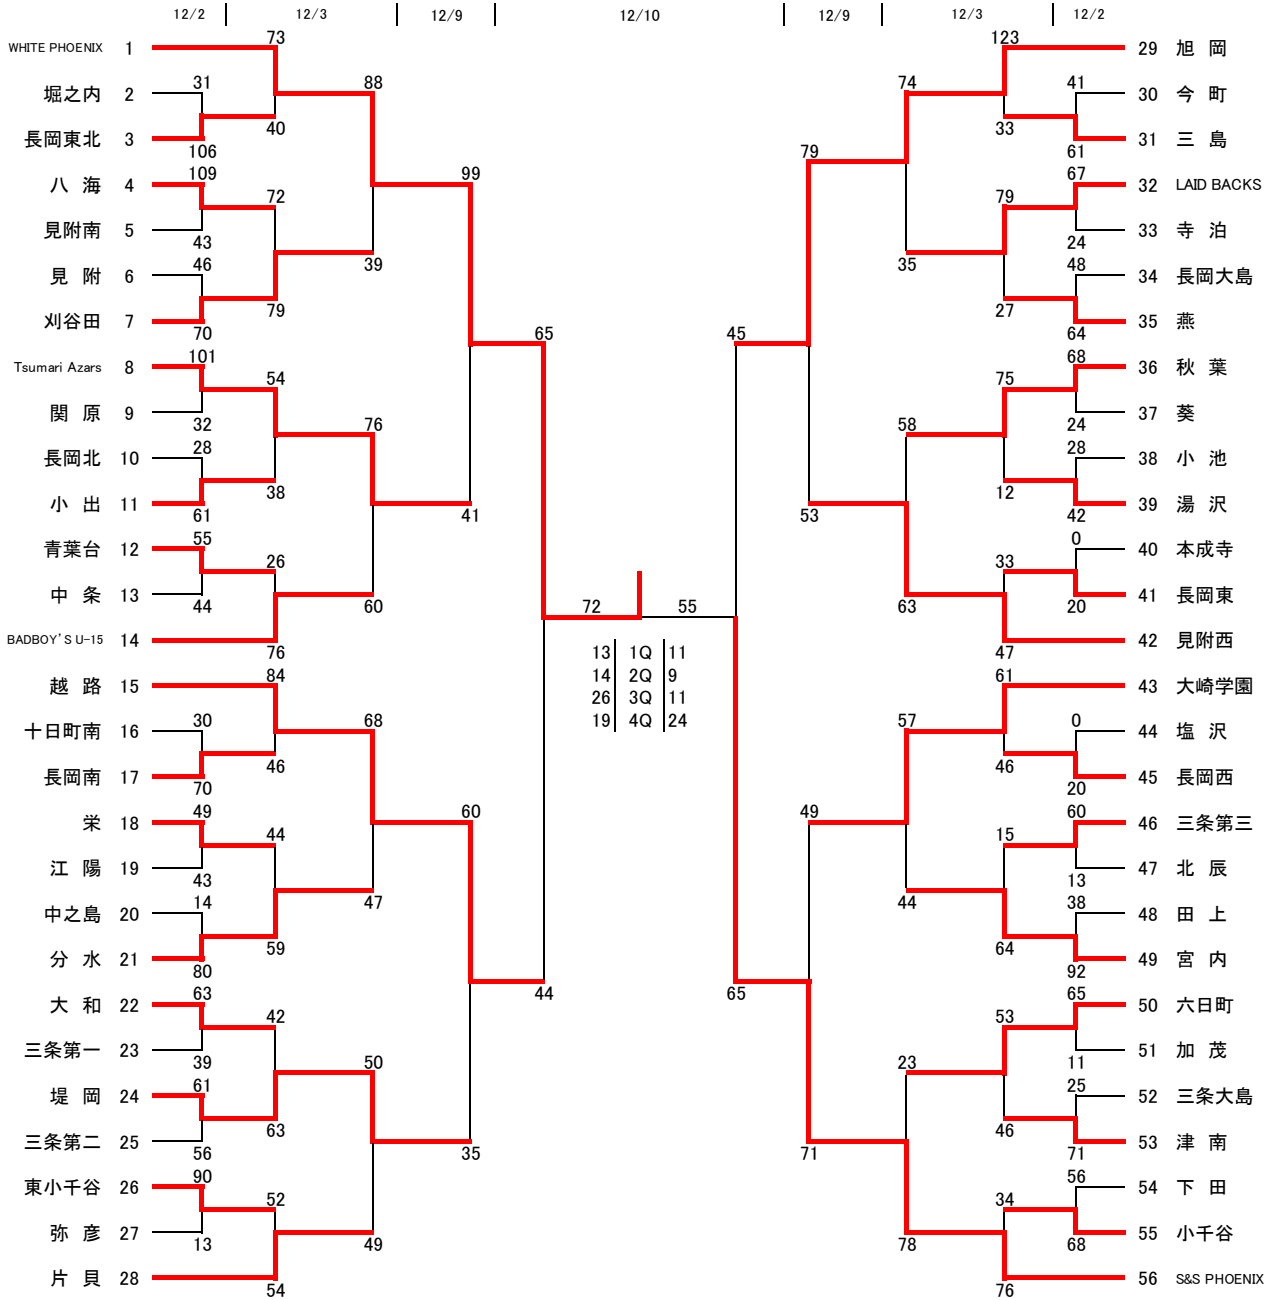 12/2 12/3 12/9 12/10 12/9 12/3 12/2
73 123
WHITE PHOENIX 1 29 旭 岡
31 88 74 41
堀之内 2 30 今 町
40 33
長岡東北 3 31 三 島
106 79 61
109 99 67
八 海 4 32 LAID BACKS
72 79
見附南 5 33 寺 泊
43 24
46 39 35 48
見 附 6 34 長岡大島
79 27
刈谷田 7 35 燕
70 65 45 64
101 68
Tsumari Azars 8 36 秋 葉
54 75
関 原 9 37 葵
32 76 58 24
28 28
長岡北 10 38 小 池
38 12
小 出 11 39 湯 沢
61 41 53 42
55 0
青葉台 12 40 本成寺
26 33
中 条 13 41 長岡東
44 60 72 55 63 20
BADBOY'S U-15 14 42 見附西
76 47
13 1Q 11
14 2Q 9
84 61
越 路 15 43 大崎学園
26 3Q 11
30 68 19 4Q 24 57 0
十日町南 16 44 塩 沢
46 46
長岡南 17 45 長岡西
70 20
49 60 49 60
栄 18 46 三条第三
44 15
江 陽 19 47 北 辰
43 13
14 47 44 38
中之島 20 48 田 上
59 64
分 水 21 49 宮 内
80 92
63 44 65 65
大 和 22 50 六日町
42 53
三条第一 23 51 加 茂
39 50 23 11
61 25
堤 岡 24 52 三条大島
63 46
三条第二 25 53 津 南
56 35 71 71
90 56
東小千谷 26 54 下 田
52 34
弥 彦 27 55 小千谷
13 49 78 68
片 貝 28 56 S&S PHOENIX
54 76